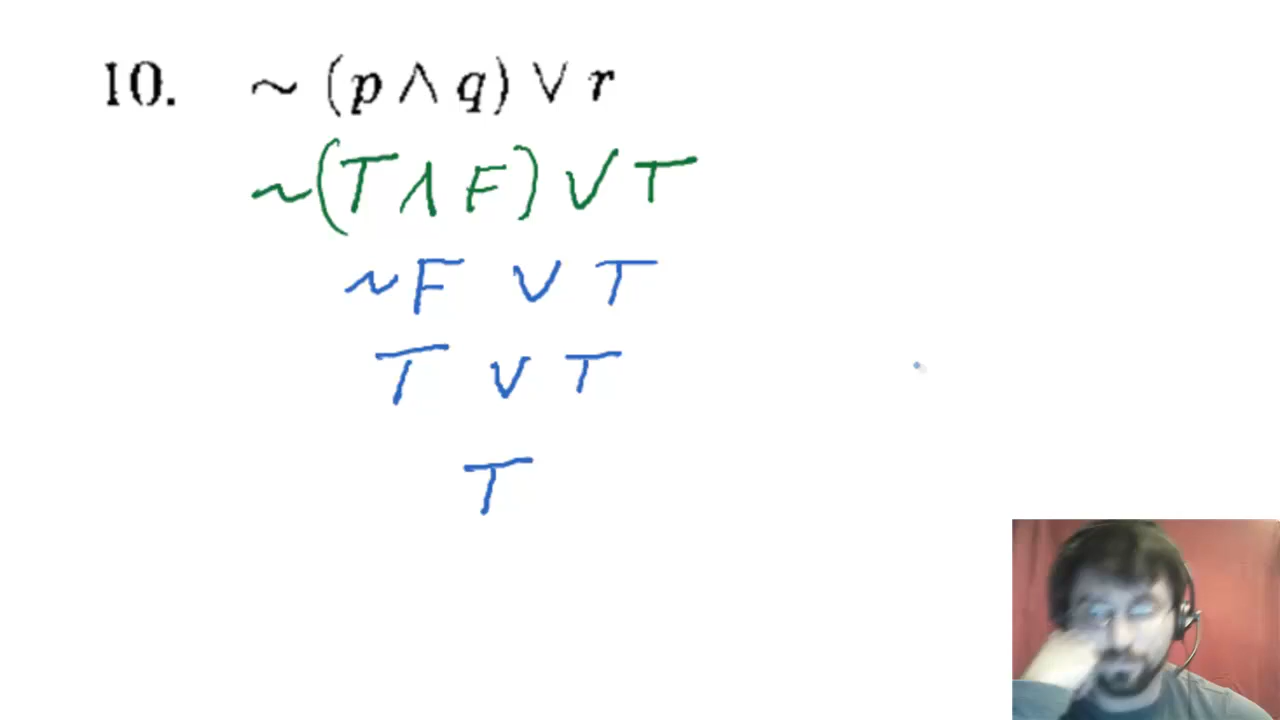 10. ~ (p ∧ q) ∨ r
~(T ∧ F) ∨ T
~F ∨ T
T ∨ T
T